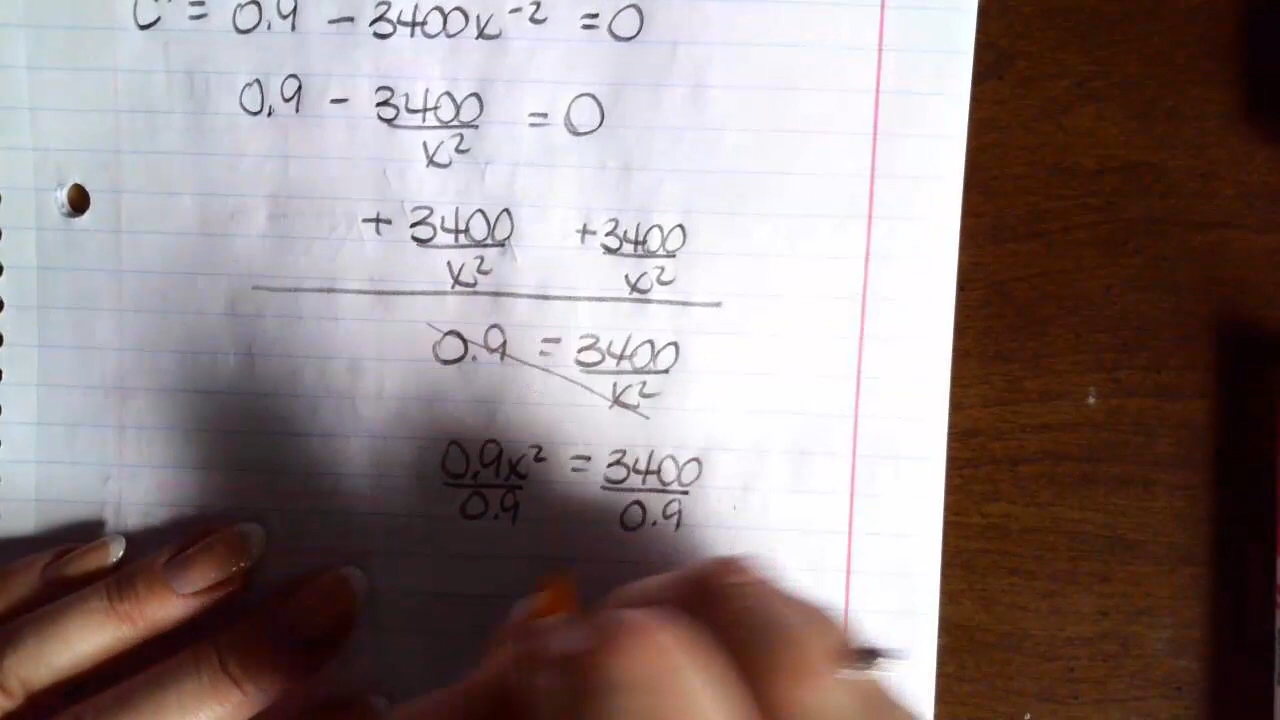 C' = 0.9 - 3400x⁻² = 0
0.9 - 3400/x² = 0
+ 3400/x² + 3400/x²
0.9 = 3400/x²
0.9x²/0.9 = 3400/0.9